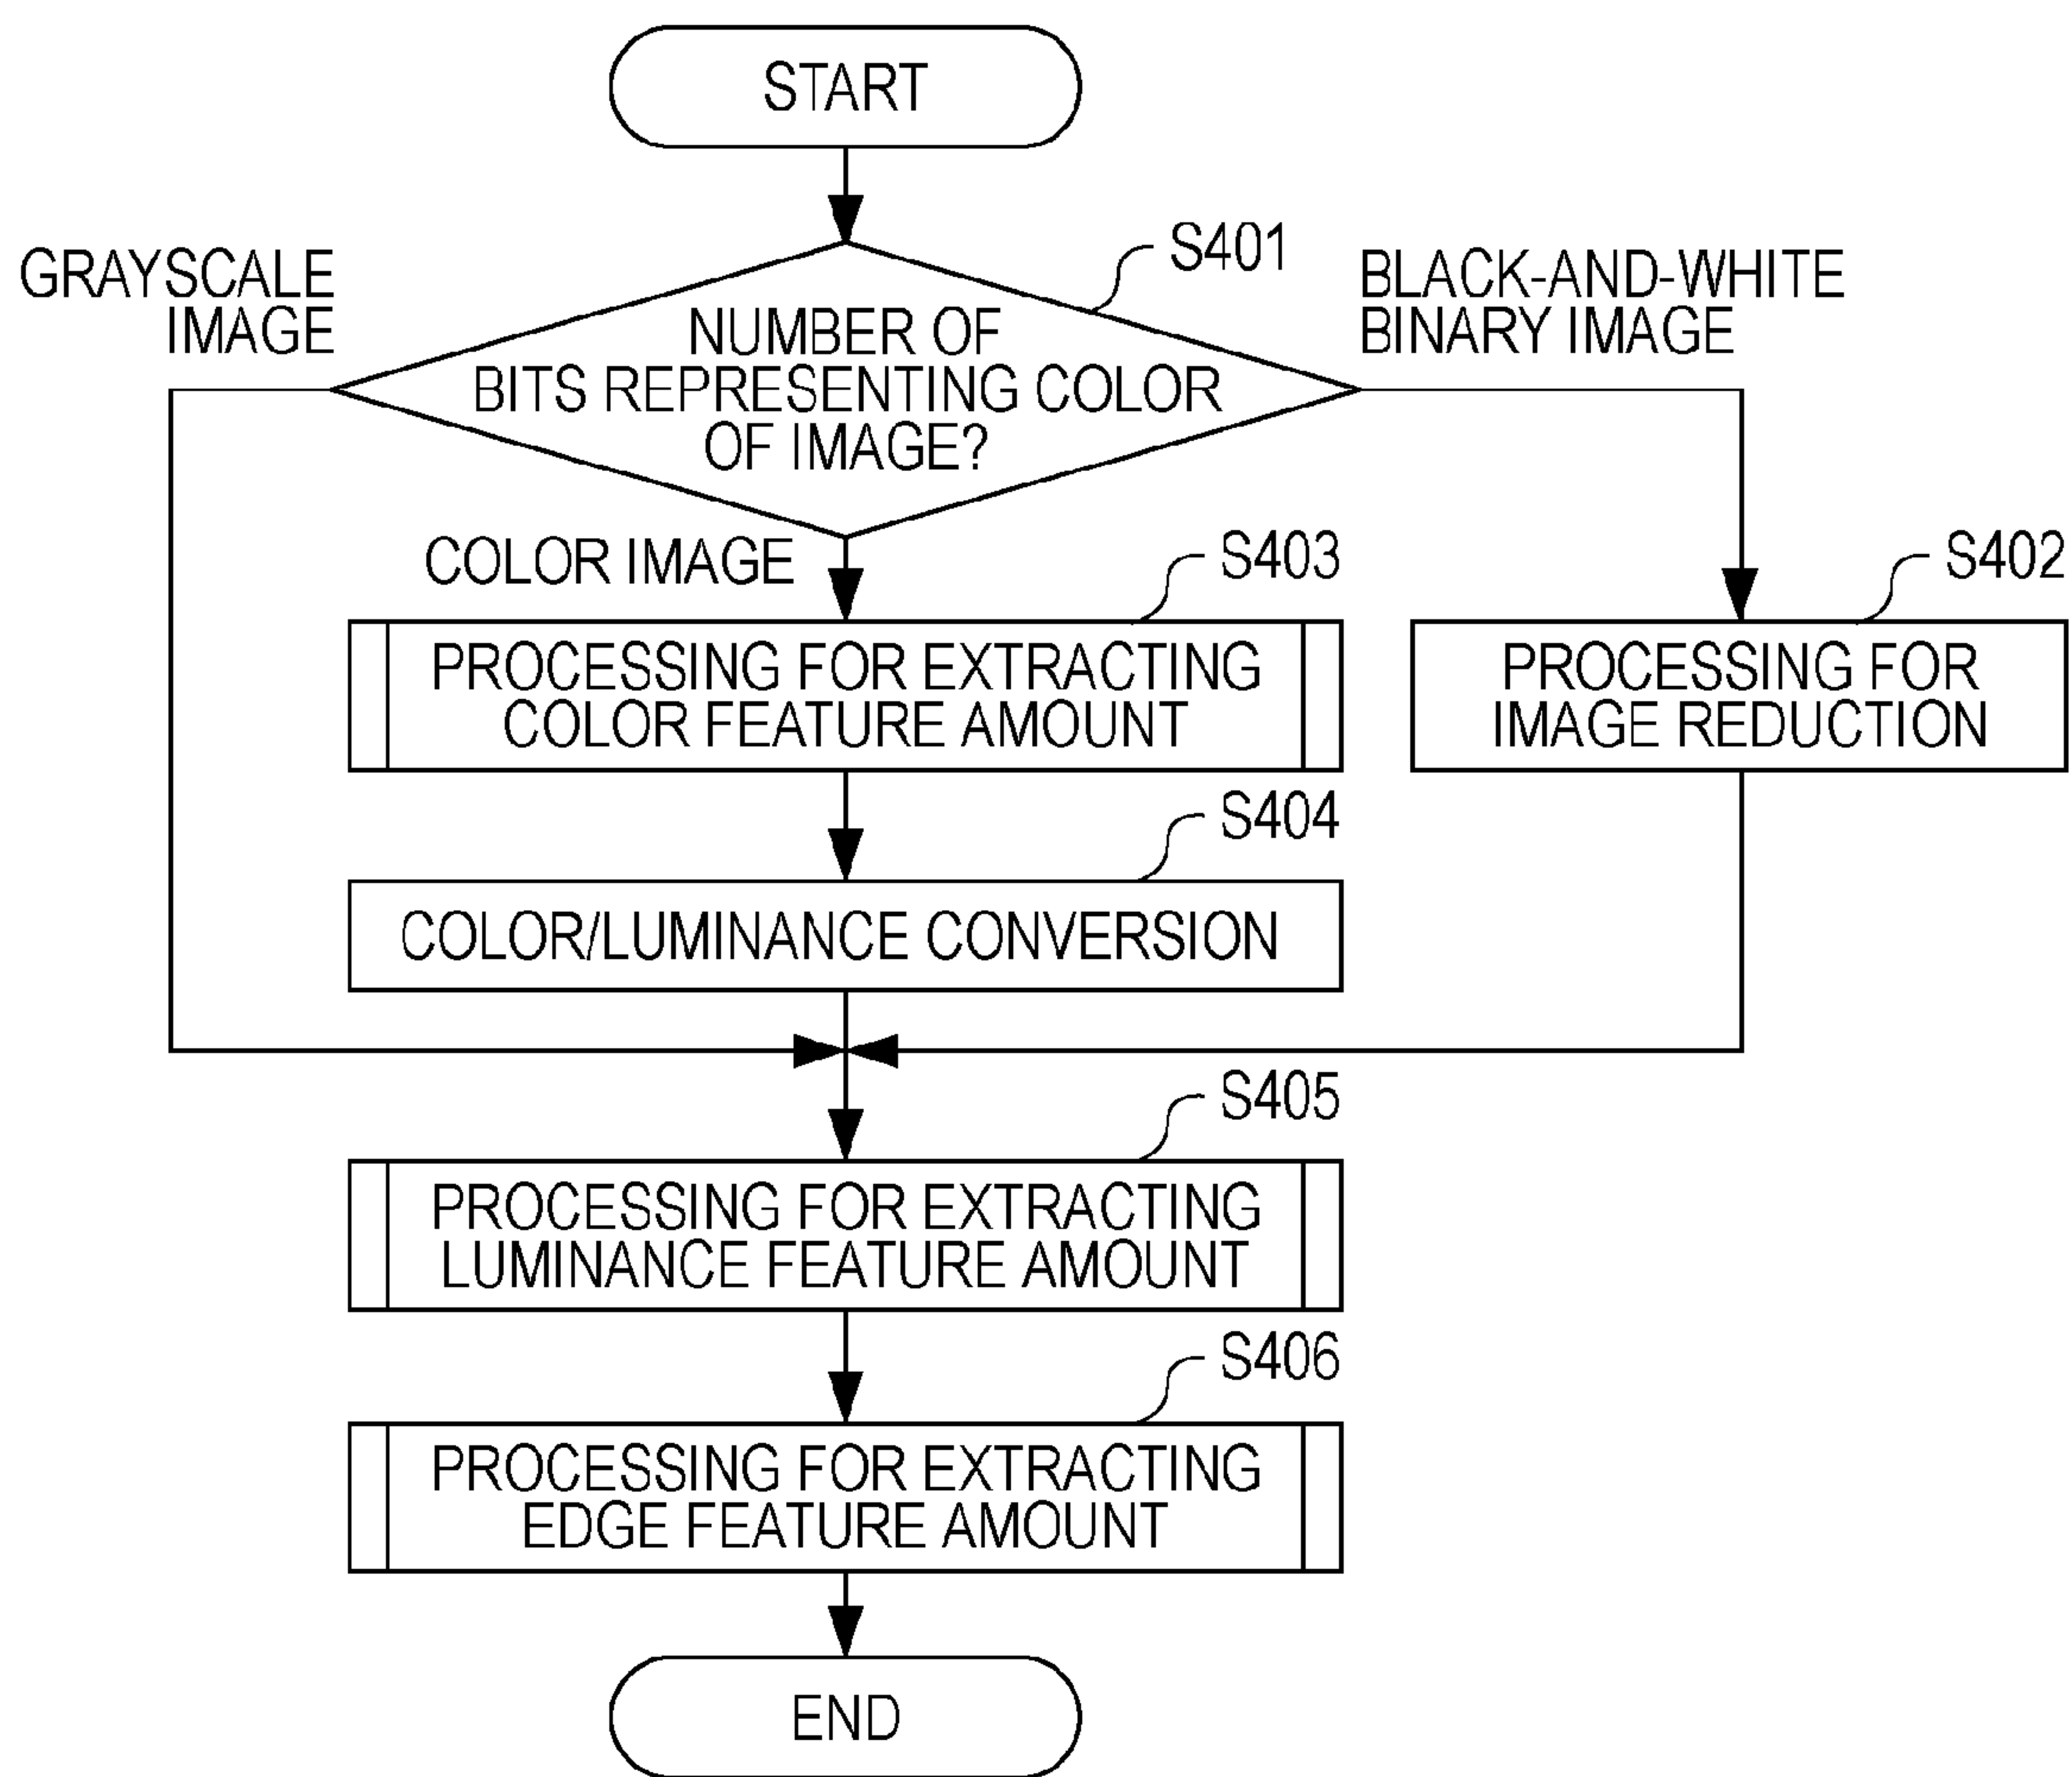 START
S401
GRAYSCALE
IMAGE
BLACK-AND-WHITE
BINARY IMAGE
NUMBER OF
BITS REPRESENTING COLOR
OF IMAGE?
COLOR IMAGE
S403
S402
PROCESSING FOR EXTRACTING
COLOR FEATURE AMOUNT
PROCESSING FOR
IMAGE REDUCTION
S404
COLOR/LUMINANCE CONVERSION
S405
PROCESSING FOR EXTRACTING
LUMINANCE FEATURE AMOUNT
S406
PROCESSING FOR EXTRACTING
EDGE FEATURE AMOUNT
END